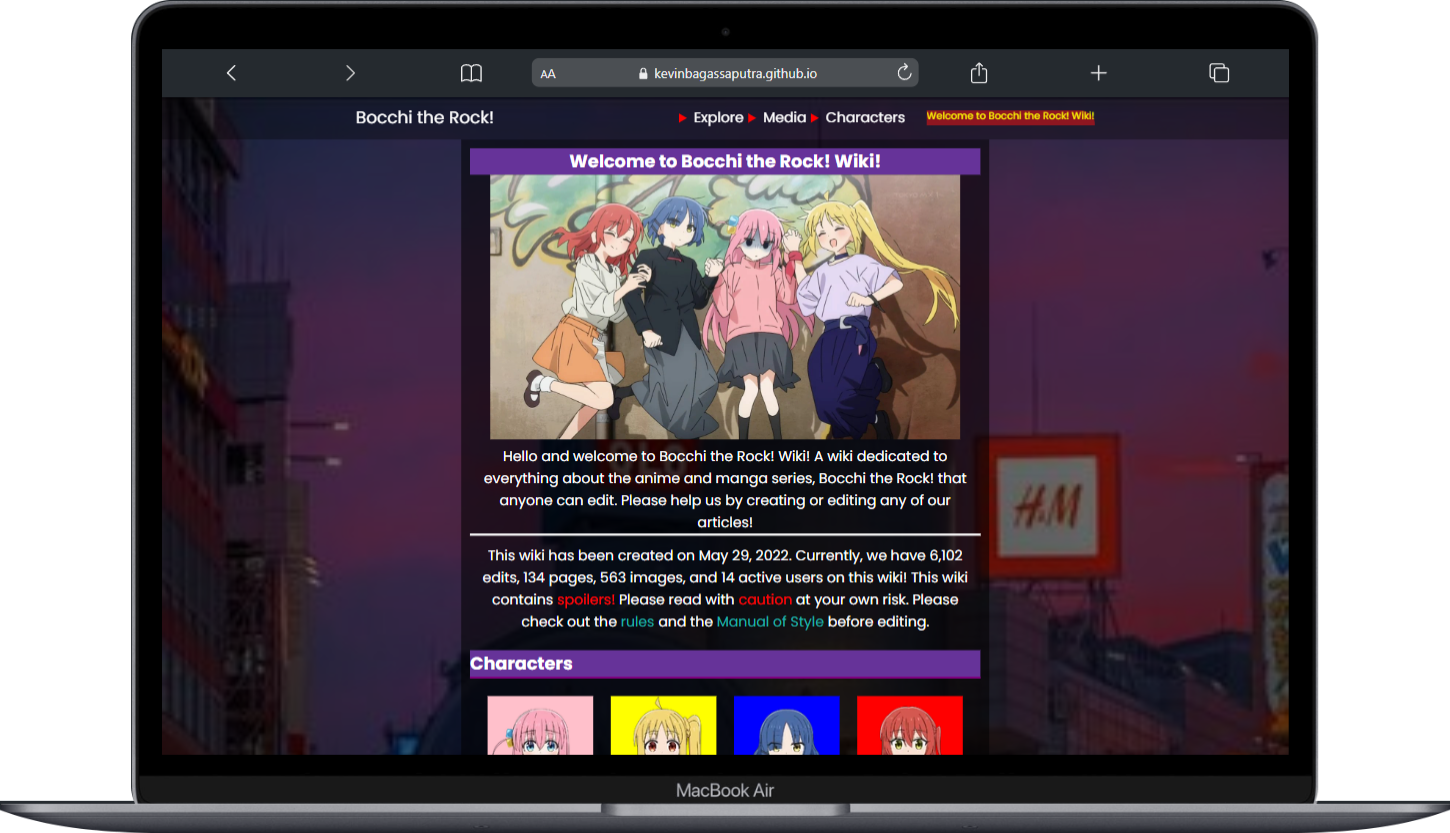 AA
kevinbagassaputra.github.io
Bocchi the Rock!
Explore
Media
Characters
Welcome to Bocchi the Rock! Wiki!
Welcome to Bocchi the Rock! Wiki!
Hello and welcome to Bocchi the Rock! Wiki! A wiki dedicated to
everything about the anime and manga series, Bocchi the Rock! that
anyone can edit. Please help us by creating or editing any of our
articles!
This wiki has been created on May 29, 2022. Currently, we have 6,102
edits, 134 pages, 563 images, and 14 active users on this wiki! This wiki
contains spoilers! Please read with caution at your own risk. Please
check out the rules and the Manual of Style before editing.
H&M
Characters
MacBook Air